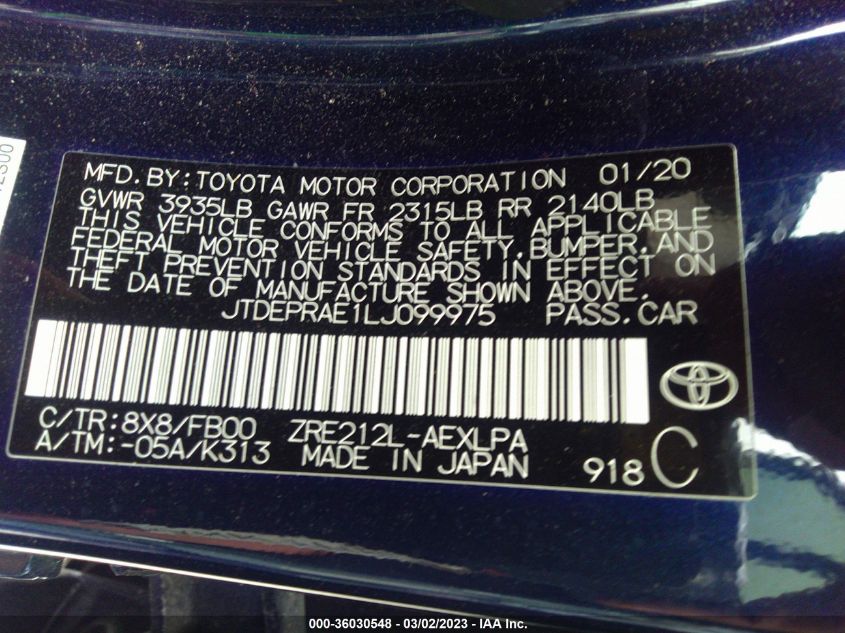 MFD.BY:TOYOTA MOTOR CORPORATION 01/20
GVWR 3935LB GAWR FR 2315LB RR 2140LB
THIS VEHICLE CONFORMS TO ALL APPLICABLE
FEDERAL MOTOR VEHICLE SAFETY,BUMPER,AND
THEFT PREVENTION STANDARDS IN EFFECT ON
THE DATE OF MANUFACTURE SHOWN ABOVE.
JTDEPRAE1LJ099975 PASS.CAR
C/TR:8X8/FB00 ZRE212L-AEXLPA
A/TM:-05A/K313 MADE IN JAPAN 918 C
000-36030548 - 03/02/2023 - IAA Inc.